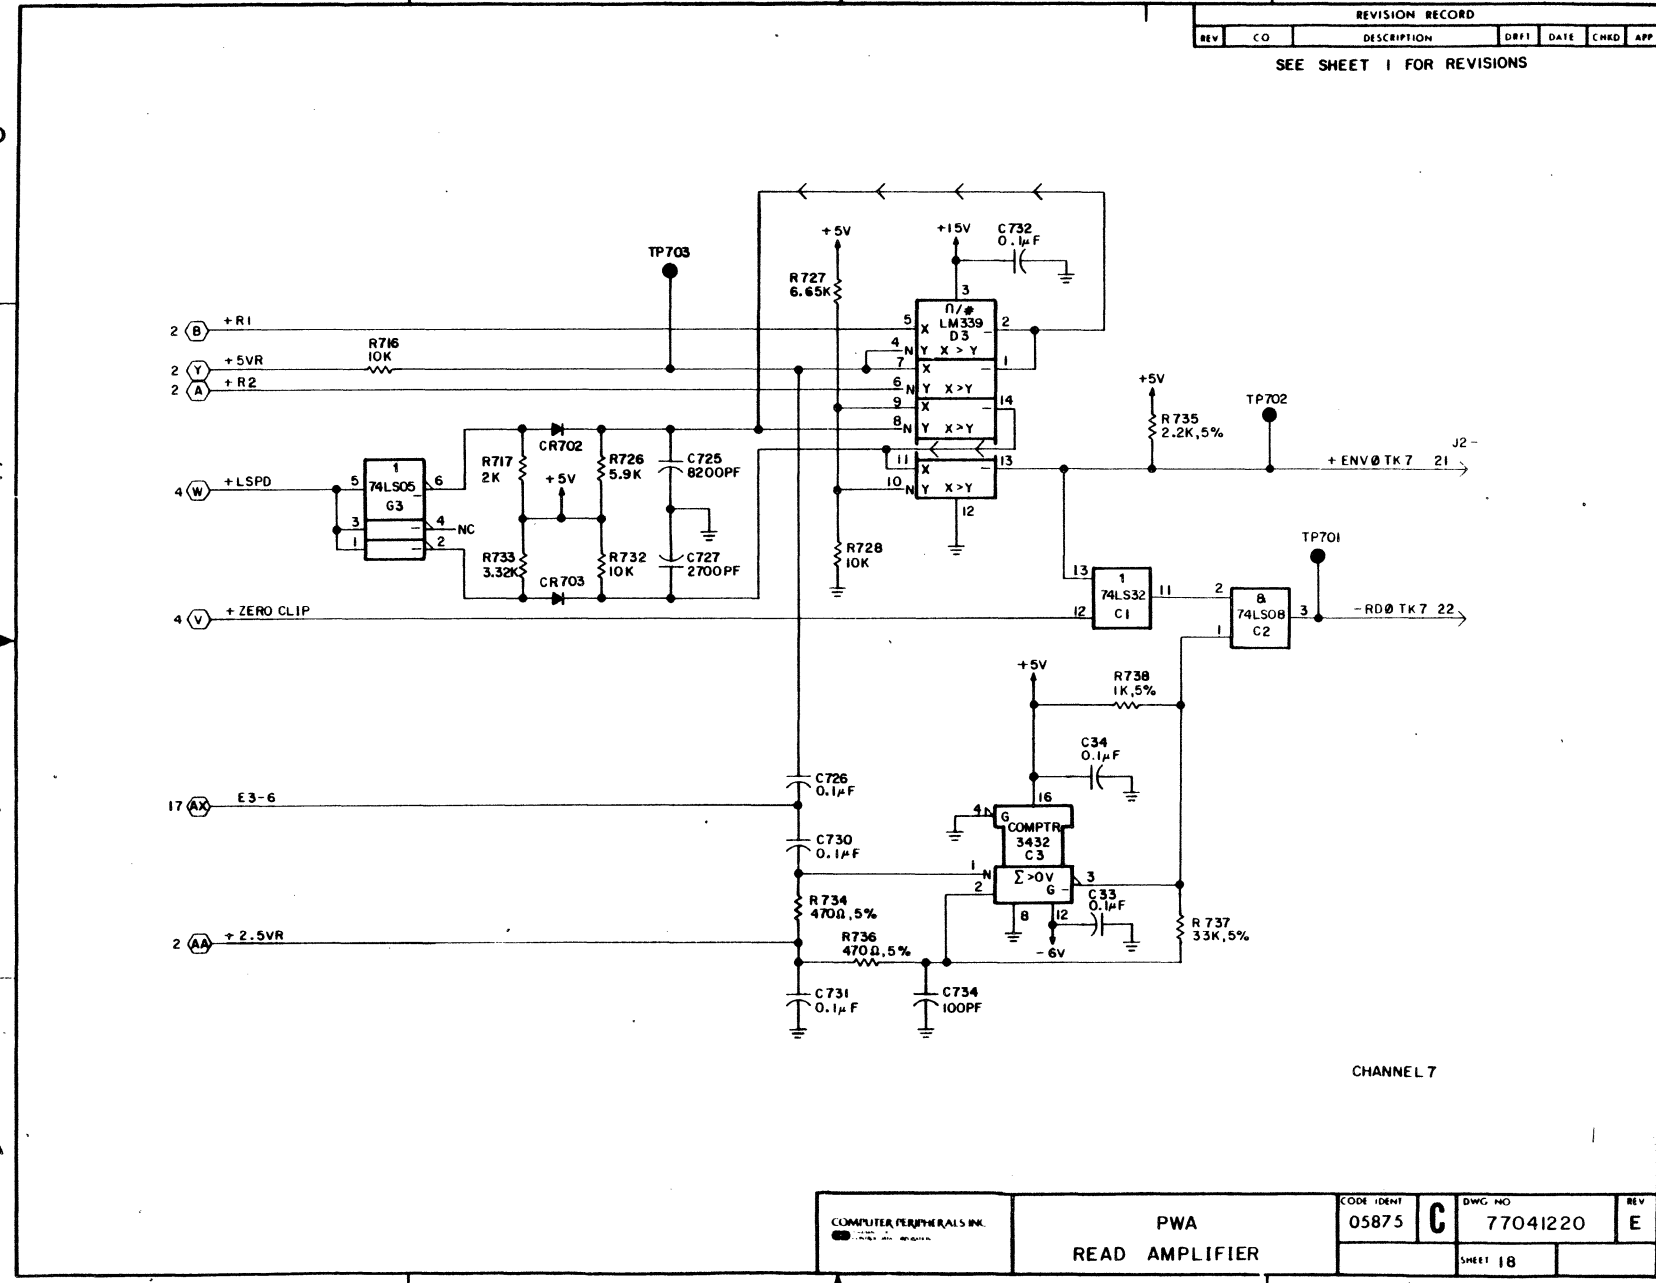 REVISION RECORD
REV CO DESCRIPTION DRFT DATE CHKD APP
SEE SHEET 1 FOR REVISIONS
+5V
+15V
C732
0.1µF
TP703
R727
6.65K
3
∩/#
LM339
D3
2 B +R1
5 X
2
4 N Y X > Y
1
R716
10K
2 Y +5VR
7 X
2 A +R2
6 N Y X>Y
9 X
14
8 N Y X>Y
+5V
R735
2.2K,5%
TP702
J2-
CR702
R717
2K
R726
5.9K
C725
8200PF
+5V
11 X
13
+ENVØTK7 21
10 N Y X>Y
12
4 W +LSPD
5
1
74LS05
G3
6
3
4 NC
1
2
R733
3.32K
R732
10K
C727
2700PF
CR703
R728
10K
TP701
13
1
74LS32
C1
11
12
2
&
74LS08
C2
3
1
-RDØTK7 22
4 V +ZERO CLIP
+5V
R738
1K,5%
C34
0.1µF
C726
0.1µF
16
17 AX E3-6
4
G
COMPTR
3432
C3
C730
0.1µF
1 N
Σ>0V
G
3
2
C33
0.1µF
8
12
-6V
R734
470Ω,5%
R737
33K,5%
2 AA +2.5VR
R736
470Ω,5%
C731
0.1µF
C734
100PF
CHANNEL 7
COMPUTER PERIPHERALS INC.
PWA
READ AMPLIFIER
CODE IDENT
05875
C
DWG NO
77041220
REV
E
SHEET 18